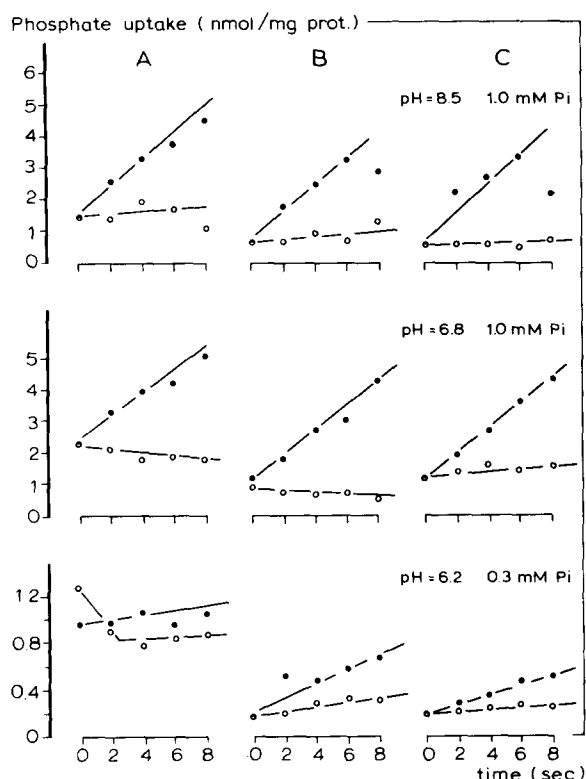 Phosphate uptake (nmol/mg prot.)
A B C
pH=8.5 1.0 mM Pi
6
5
4
3
2
1
0
pH=6.8 1.0 mM Pi
5
4
3
2
1
0
pH=6.2 0.3 mM Pi
1.2
0.8
0.4
0
0 2 4 6 8 0 2 4 6 8 0 2 4 6 8
time (sec)